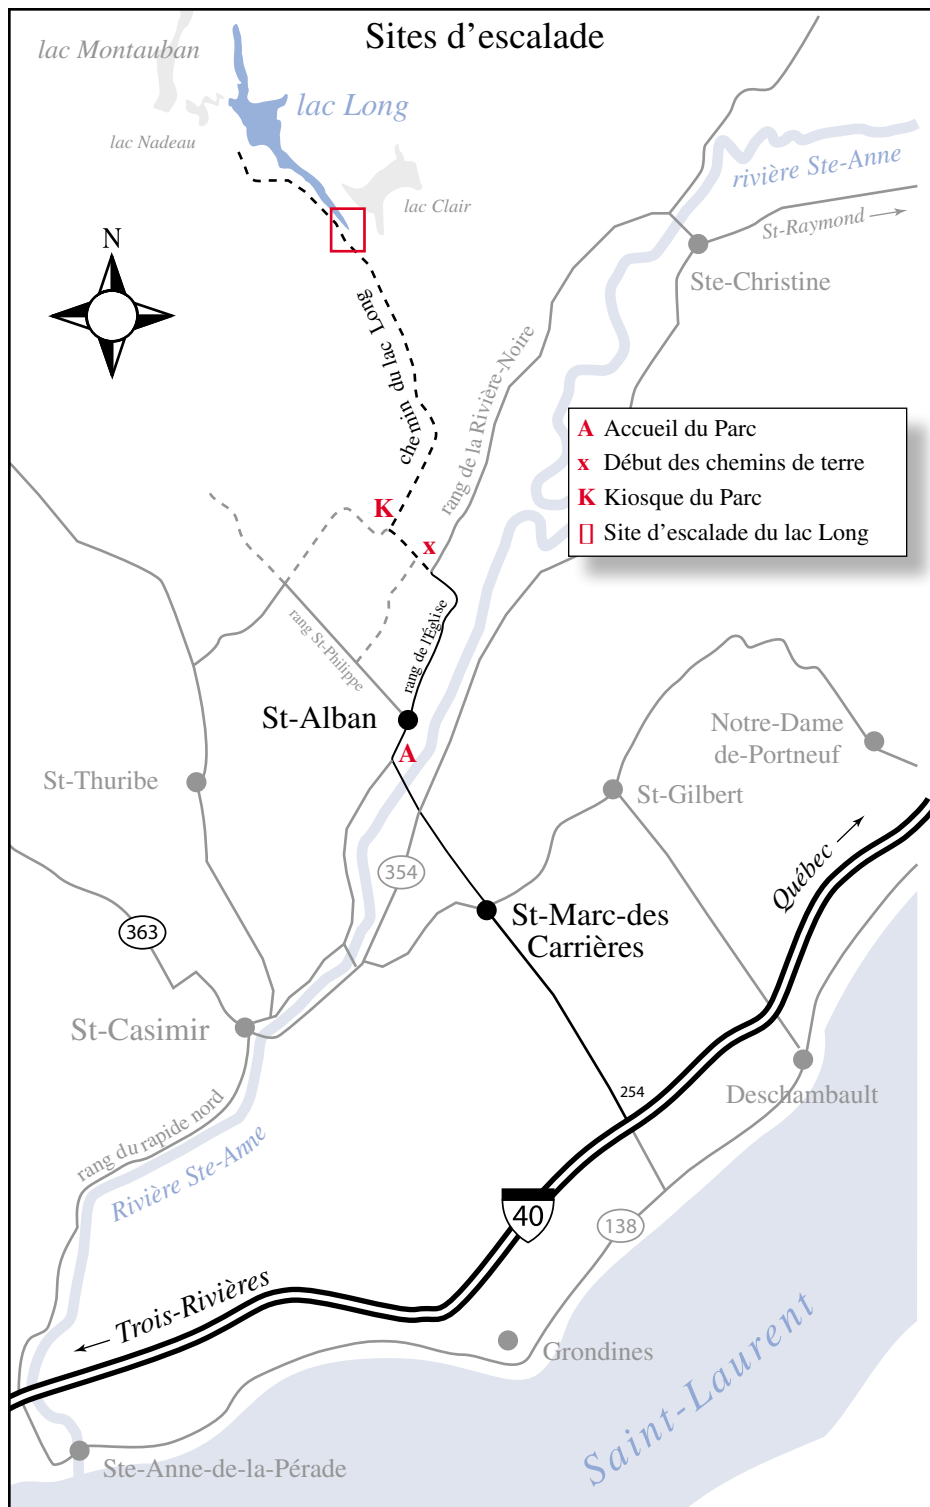 Sites d'escalade
lac Montauban
lac Long
lac Nadeau
lac Clair
rivière Ste-Anne
St-Raymond
Ste-Christine
N
chemin du lac Long
rang de la Rivière-Noire
A Accueil du Parc
x Début des chemins de terre
K Kiosque du Parc
[] Site d'escalade du lac Long
K
x
rang St-Philippe
rang de l'Église
St-Alban
A
St-Thuribe
Notre-Dame
de-Portneuf
St-Gilbert
354
Québec
363
St-Marc-des
Carrières
St-Casimir
254
Deschambault
rang du rapide nord
Rivière Ste-Anne
40
138
Trois-Rivières
Grondines
Saint-Laurent
Ste-Anne-de-la-Pérade